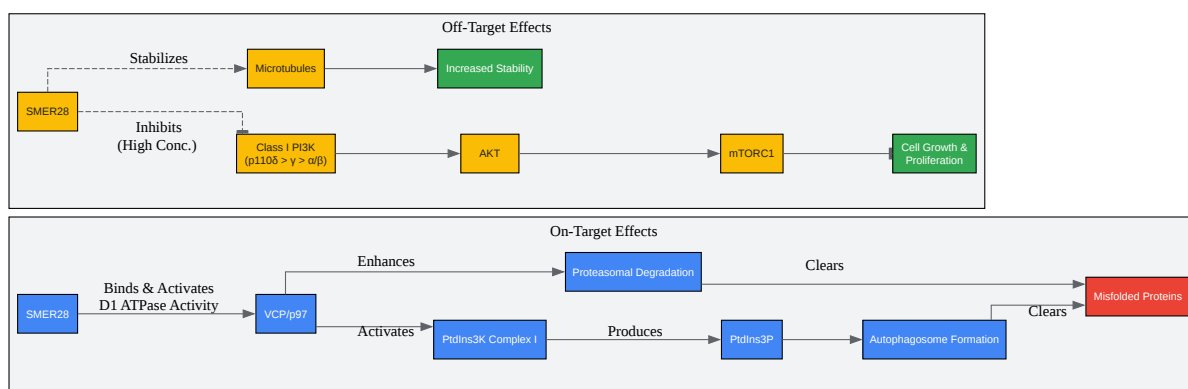 Off-Target Effects
Stabilizes
Microtubules
Increased Stability
SMER28
Inhibits
(High Conc.)
Class I PI3K
(p110δ > γ > α/β)
AKT
mTORC1
Cell Growth &
Proliferation
On-Target Effects
Enhances
Proteasomal Degradation
Clears
Binds & Activates
D1 ATPase Activity
SMER28
VCP/p97
Misfolded Proteins
Activates
PtdIns3K Complex I
Produces
PtdIns3P
Autophagosome Formation
Clears